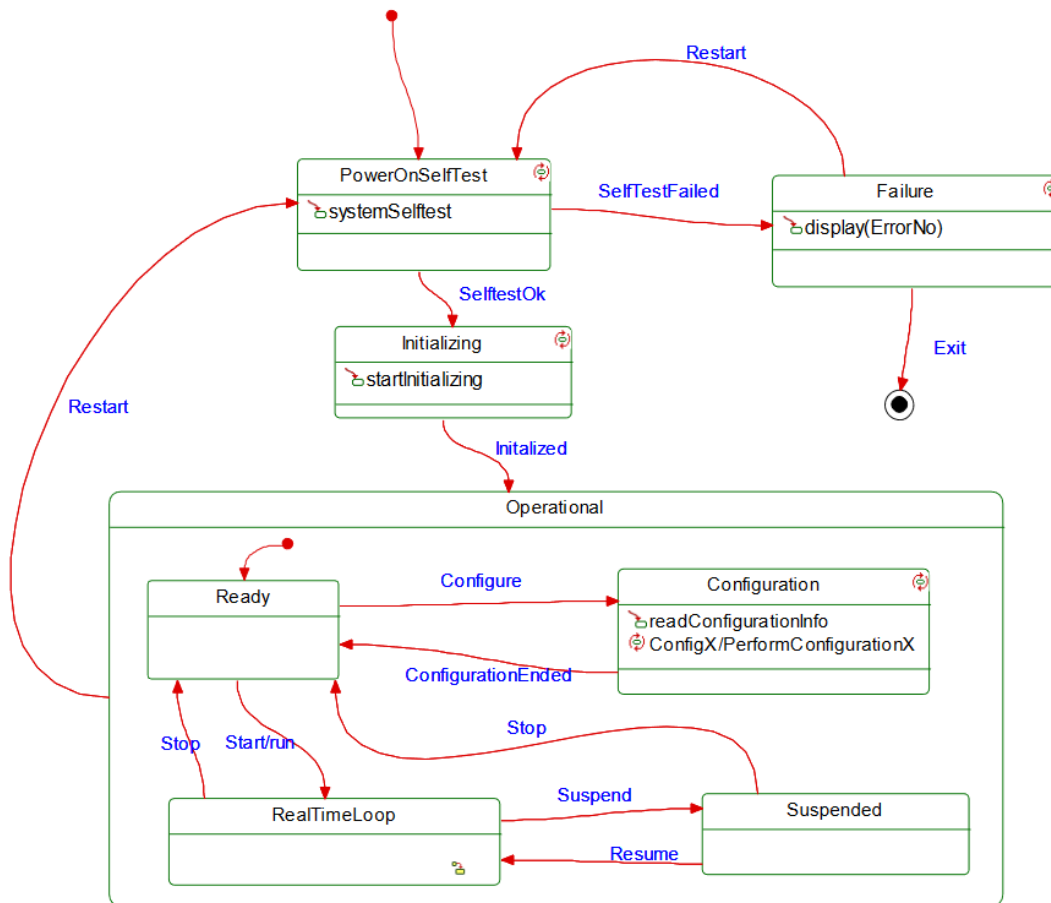 Restart
PowerOnSelfTest
systemSelftest
SelfTestFailed
Failure
display(ErrorNo)
SelftestOk
Initializing
startInitializing
Exit
Restart
Initalized
Operational
Ready
Configure
Configuration
readConfigurationInfo
ConfigX/PerformConfigurationX
ConfigurationEnded
Stop
Start/run
Stop
RealTimeLoop
Suspend
Suspended
Resume